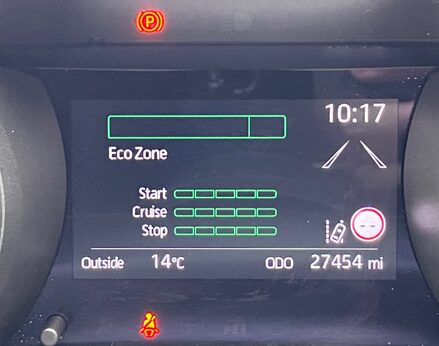 P
10:17
Eco Zone
Start
Cruise
Stop
Outside 14°C ODO 27454 mi